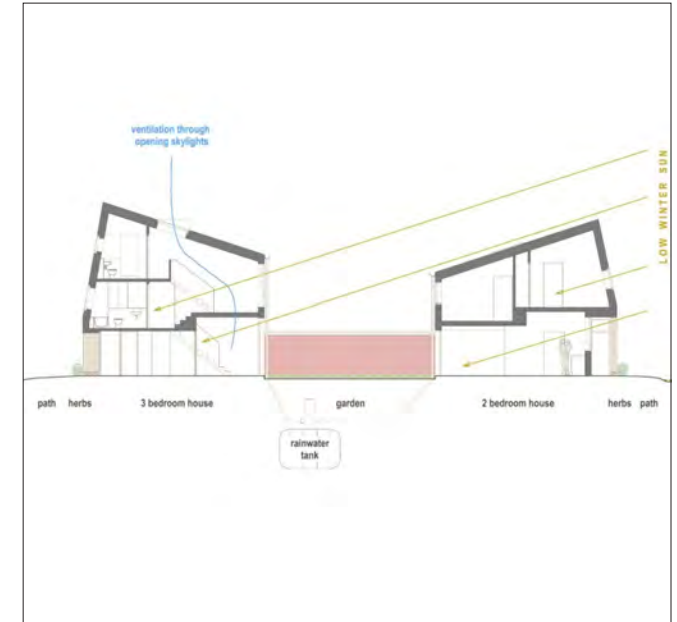 ventilation through
opening skylights
LOW WINTER SUN
path herbs 3 bedroom house garden 2 bedroom house herbs path
rainwater
tank